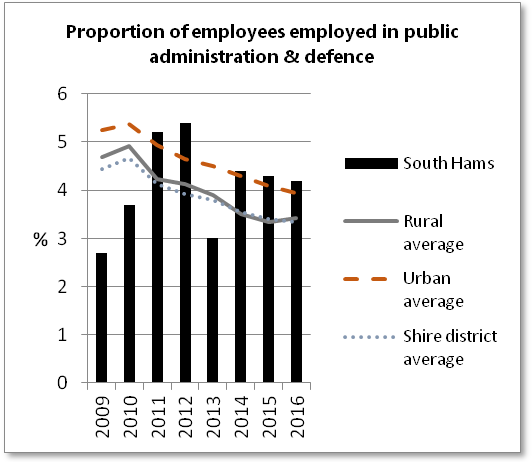 Proportion of employees employed in public
administration & defence
6
5
4
3
2
1
0
%
2009
2010
2011
2012
2013
2014
2015
2016
South Hams
Rural
average
Urban
average
Shire district
average